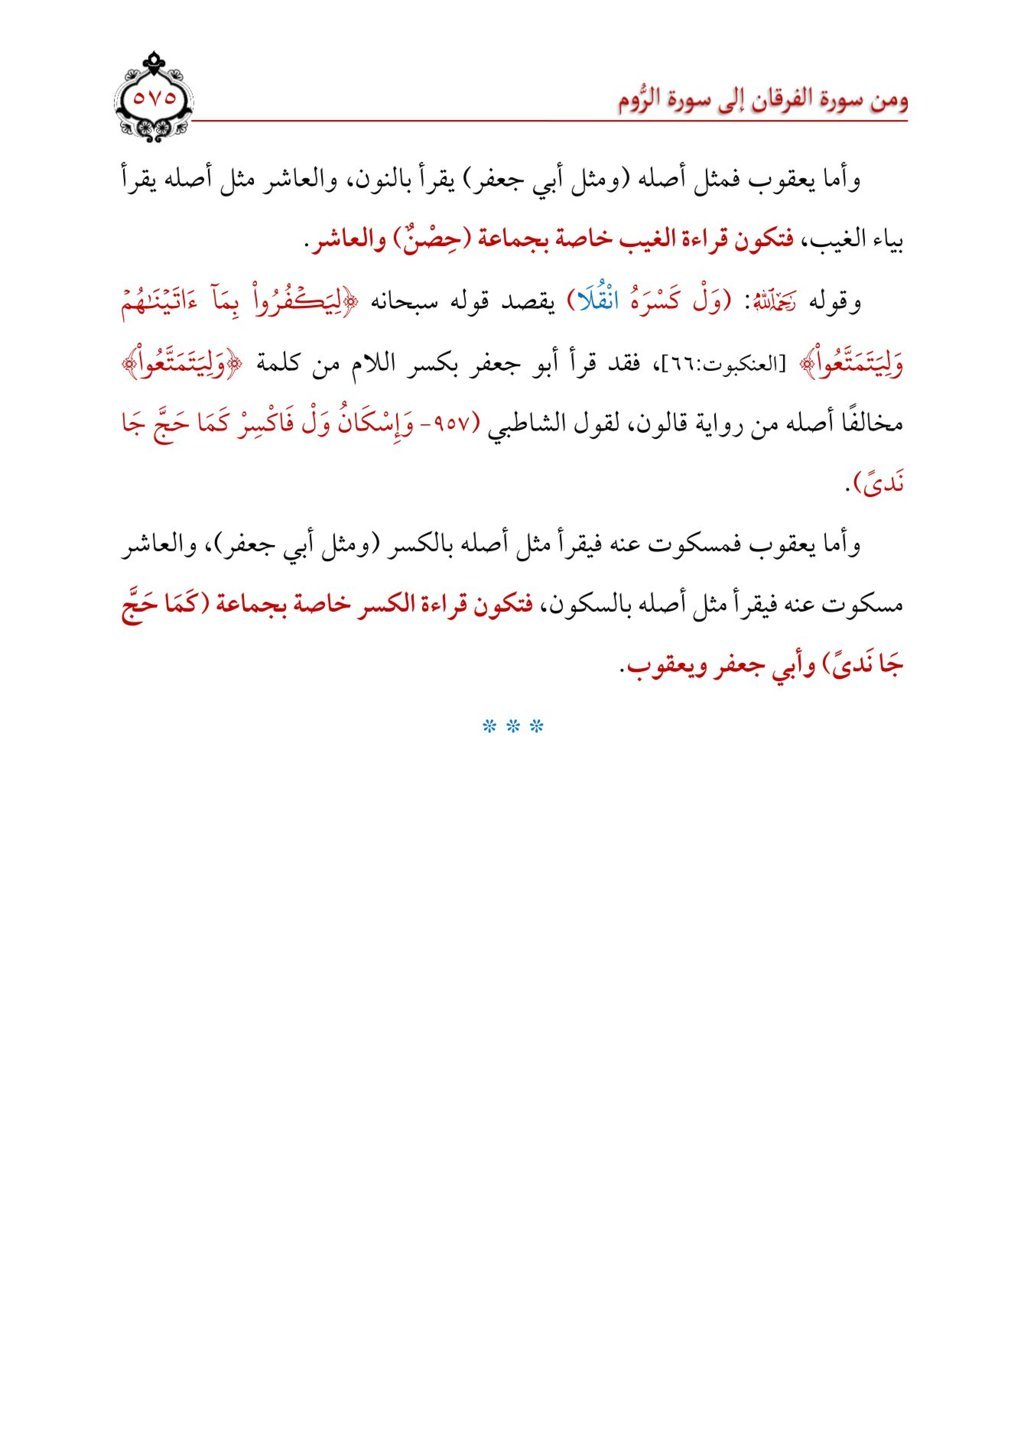 ومن سورة الفرقان إلى سورة الرُّوم
٥٧٥
وأما يعقوب فمثل أصله (ومثل أبي جعفر) يقرأ بالنون، والعاشر مثل أصله يقرأ
بياء الغيب، فتكون قراءة الغيب خاصة بجماعة (حِصْنٌ) والعاشر.
وقوله رَحِمَهُ ٱللَّهُ: (وَلْ كَسْرَهُ انْقُلَا) يقصد قوله سبحانه ﴿لِيَكۡفُرُواْ بِمَآ ءَاتَيۡنَٰهُمۡ
وَلِيَتَمَتَّعُواْ﴾ [العنكبوت:٦٦]، فقد قرأ أبو جعفر بكسر اللام من كلمة ﴿وَلِيَتَمَتَّعُواْ﴾
مخالفًا أصله من رواية قالون، لقول الشاطبي (٩٥٧- وَإِسْكَانُ وَلْ فَاكْسِرْ كَمَا حَجَّ جَا
نَدىً).
وأما يعقوب فمسكوت عنه فيقرأ مثل أصله بالكسر (ومثل أبي جعفر)، والعاشر
مسكوت عنه فيقرأ مثل أصله بالسكون، فتكون قراءة الكسر خاصة بجماعة (كَمَا حَجَّ
جَا نَدىً) وأبي جعفر ويعقوب.
* * *